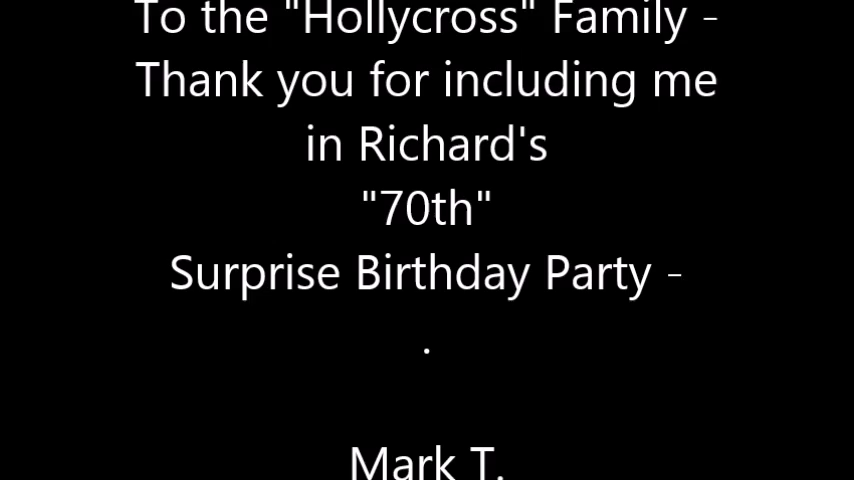 To the "Hollycross" Family -
Thank you for including me
in Richard's
"70th"
Surprise Birthday Party -
.
Mark T.